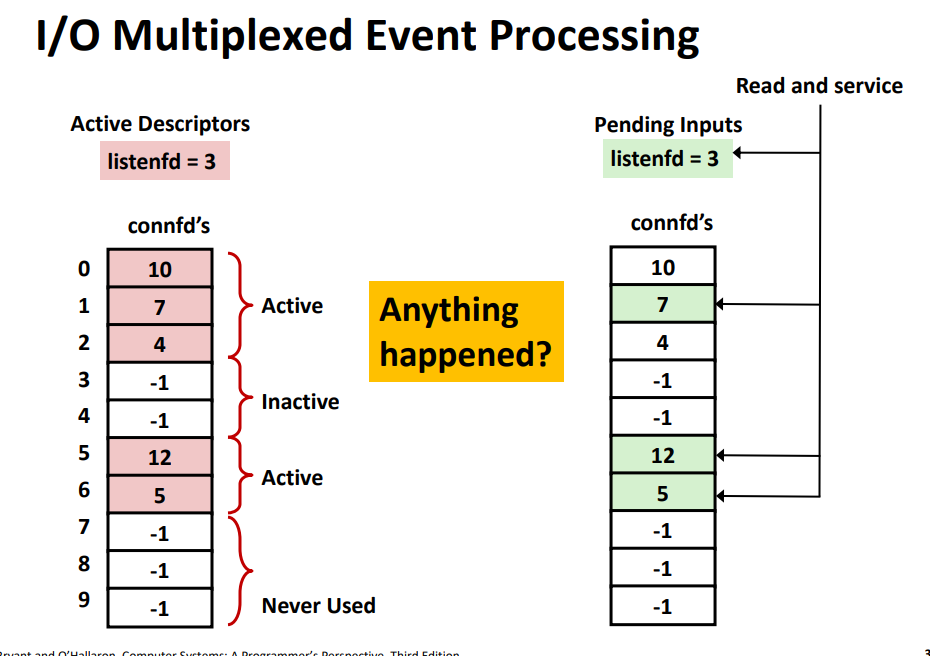 I/O Multiplexed Event Processing
Read and service
Active Descriptors
listenfd = 3
connfd's
0 10
1 7
2 4
3 -1
4 -1
5 12
6 5
7 -1
8 -1
9 -1
Active
Inactive
Active
Never Used
Anything
happened?
Pending Inputs
listenfd = 3
connfd's
10
7
4
-1
-1
12
5
-1
-1
-1
Bryant and O'Hallaron, Computer Systems: A Programmer's Perspective, Third Edition
3